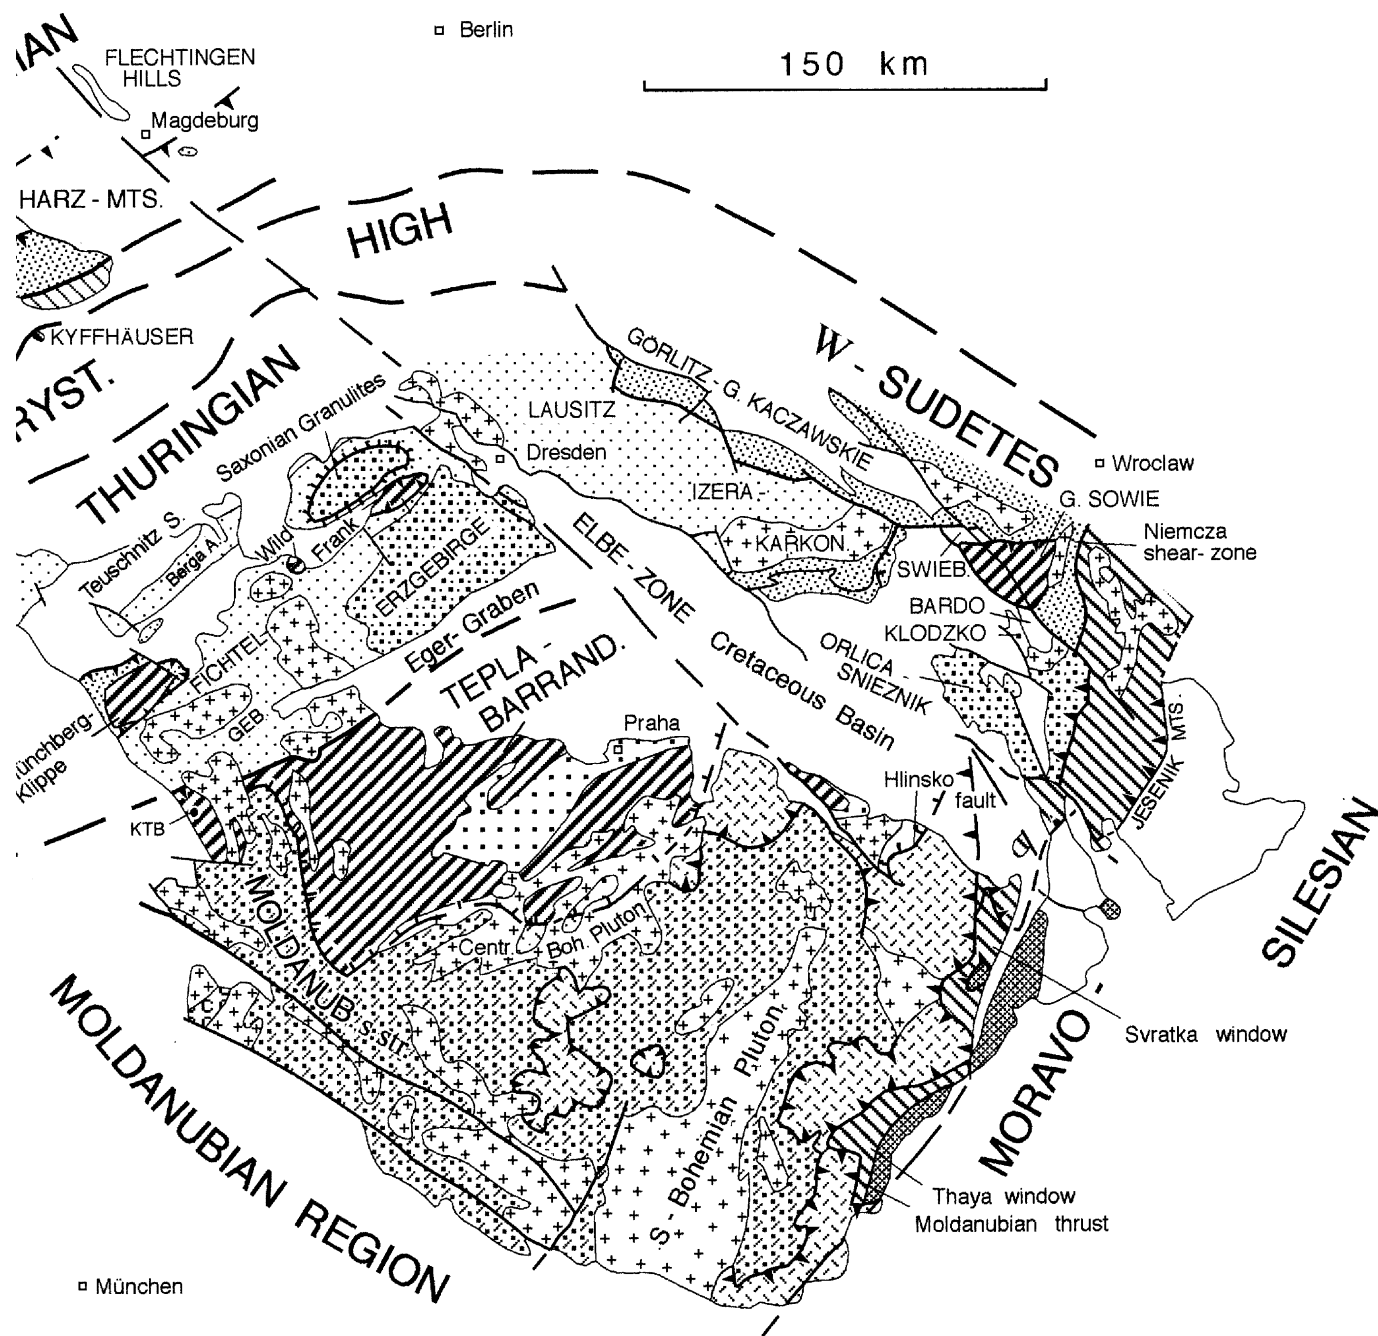 Berlin
FLECHTINGEN
HILLS
150 km
Magdeburg
HARZ - MTS.
HIGH
KYFFHÄUSER
RYST.
THURINGIAN
W - SUDETES
GÖRLITZ - G. KACZAWSKIE
Saxonian Granulites
LAUSITZ
Dresden
Wroclaw
IZERA -
G. SOWIE
Niemcza
shear-zone
KARKON.
SWIEB.
Teuschnitz S.
Berga A.
Wild
Frank.
ERZGEBIRGE
ELBE - ZONE
BARDO
KLODZKO
Eger- Graben
Cretaceous Basin
ORLICA -
SNIEZNIK
FICHTEL-
GEB.
TEPLA -
BARRAND.
Praha
ünchberg-
Klippe
KTB
Hlinsko
fault
JESENIK MTS.
MOLDANUB. s. str.
Centr. Boh. Pluton
SILESIAN
MORAVO -
Svratka window
MOLDANUBIAN REGION
S - Bohemian Pluton
Thaya window
Moldanubian thrust
München